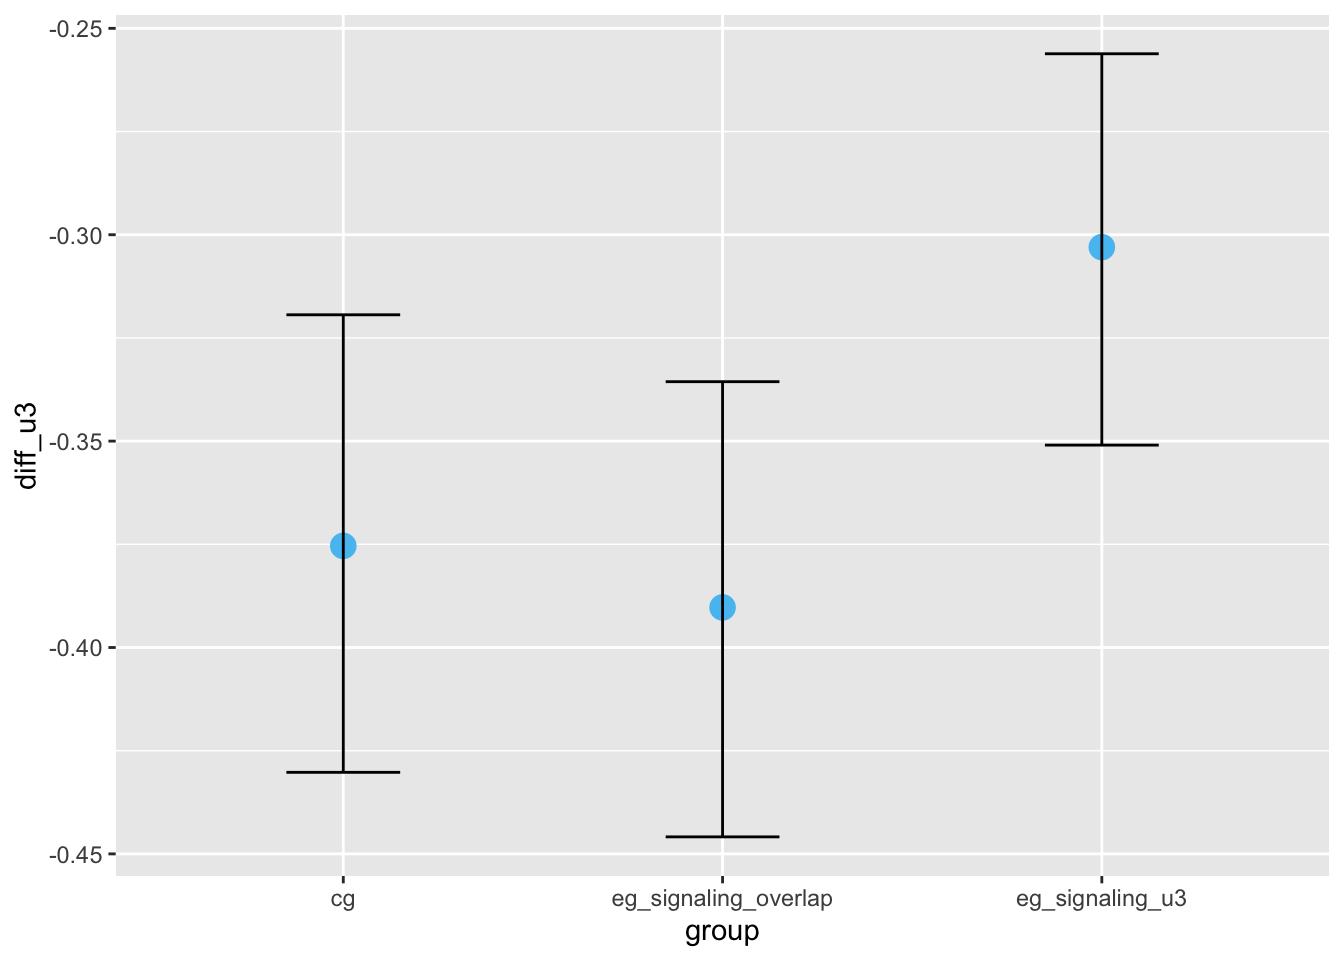 -0.25
-0.30
-0.35
-0.40
-0.45
diff_u3
cg
eg_signaling_overlap
eg_signaling_u3
group